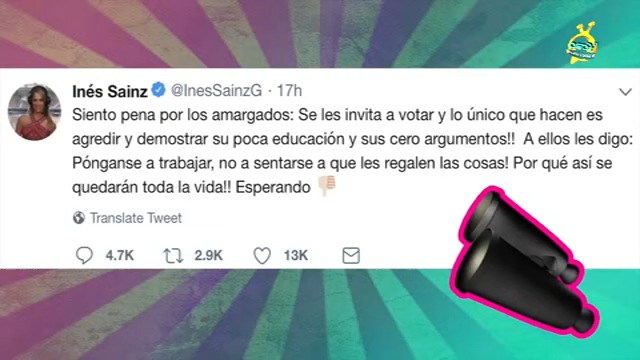 Inés Sainz @InesSainzG · 17h
Siento pena por los amargados: Se les invita a votar y lo único que hacen es
agredir y demostrar su poca educación y sus cero argumentos!! A ellos les digo:
Pónganse a trabajar, no a sentarse a que les regalen las cosas! Por qué así se
quedarán toda la vida!! Esperando 👎🏻
Translate Tweet
4.7K 2.9K 13K